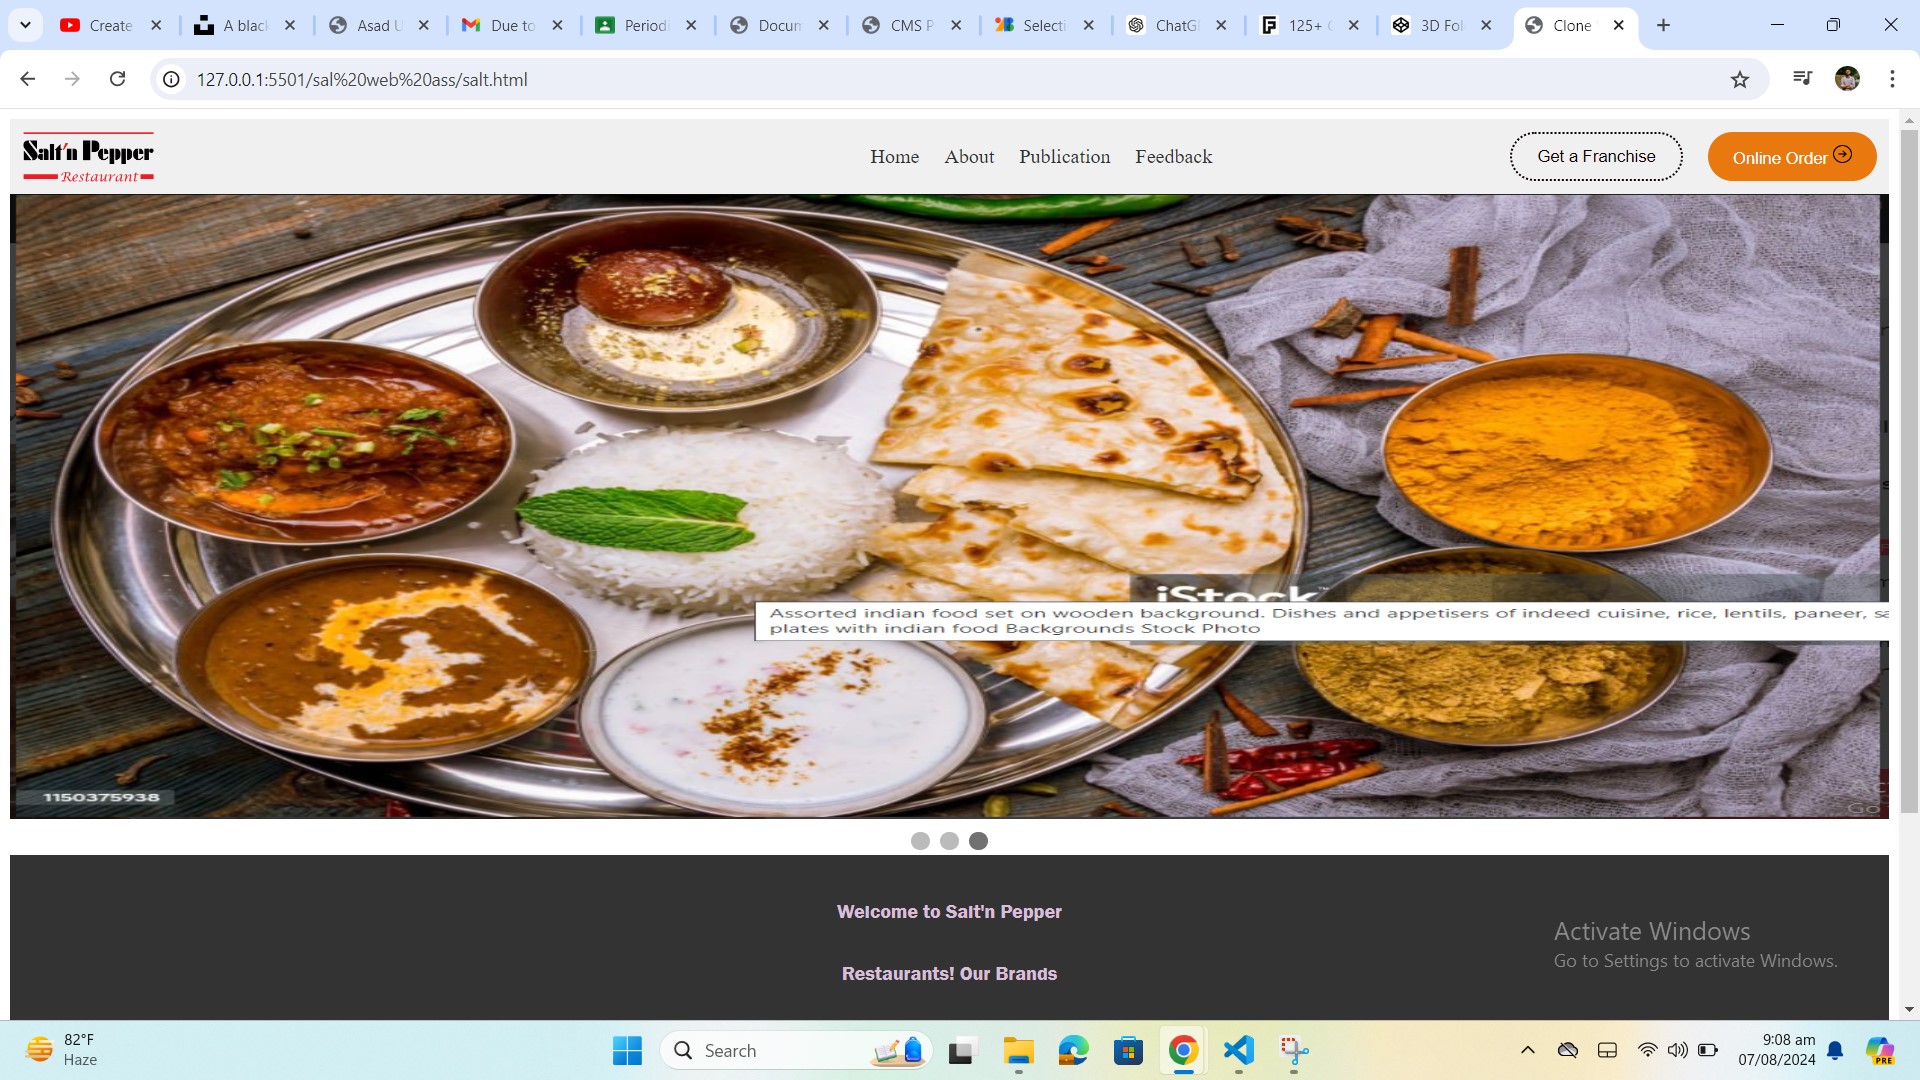 Create
A black
Asad U
Due to
Period
Docum
CMS P
Selecti
ChatG
125+ C
3D Fol
Clone
127.0.0.1:5501/sal%20web%20ass/salt.html
Salt'n Pepper
Restaurant
Home
About
Publication
Feedback
Get a Franchise
Online Order
iStock™
Assorted indian food set on wooden background. Dishes and appetisers of indeed cuisine, rice, lentils, paneer, sa
plates with indian food Backgrounds Stock Photo
1150375938
Ac
Go
Welcome to Salt'n Pepper
Restaurants! Our Brands
Activate Windows
Go to Settings to activate Windows.
82°F
Haze
Search
9:08 am
07/08/2024
PRE